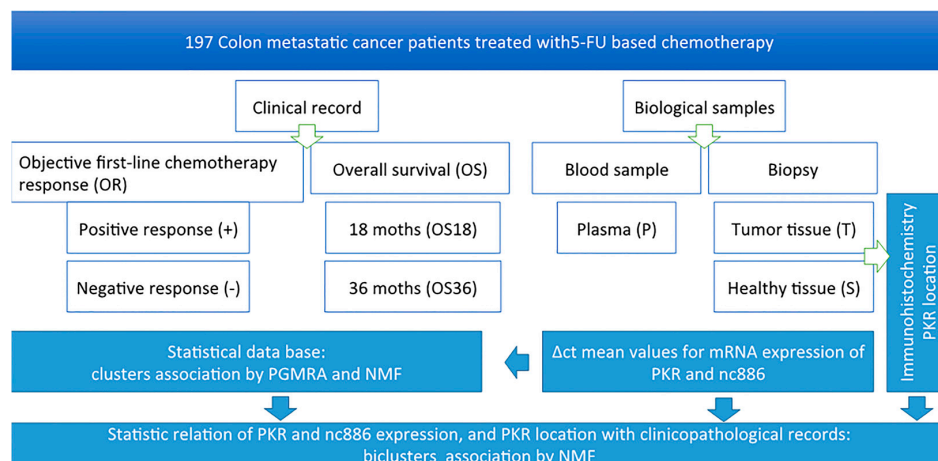 197 Colon metastatic cancer patients treated with5-FU based chemotherapy
Clinical record
Biological samples
Objective first-line chemotherapy
response (OR)
Overall survival (OS)
Blood sample
Biopsy
Positive response (+)
18 moths (OS18)
Plasma (P)
Tumor tissue (T)
Negative response (-)
36 moths (OS36)
Healthy tissue (S)
Immunohistochemistry
PKR location
Statistical data base:
clusters association by PGMRA and NMF
Δct mean values for mRNA expression of
PKR and nc886
Statistic relation of PKR and nc886 expression, and PKR location with clinicopathological records:
biclusters association by NMF